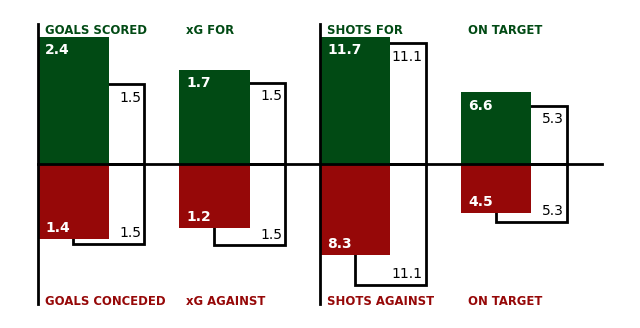 GOALS SCORED xG FOR SHOTS FOR ON TARGET
2.4 1.5 1.7 1.5 11.7 11.1 6.6 5.3
1.4 1.5 1.2 1.5 8.3 11.1 4.5 5.3
GOALS CONCEDED xG AGAINST SHOTS AGAINST ON TARGET